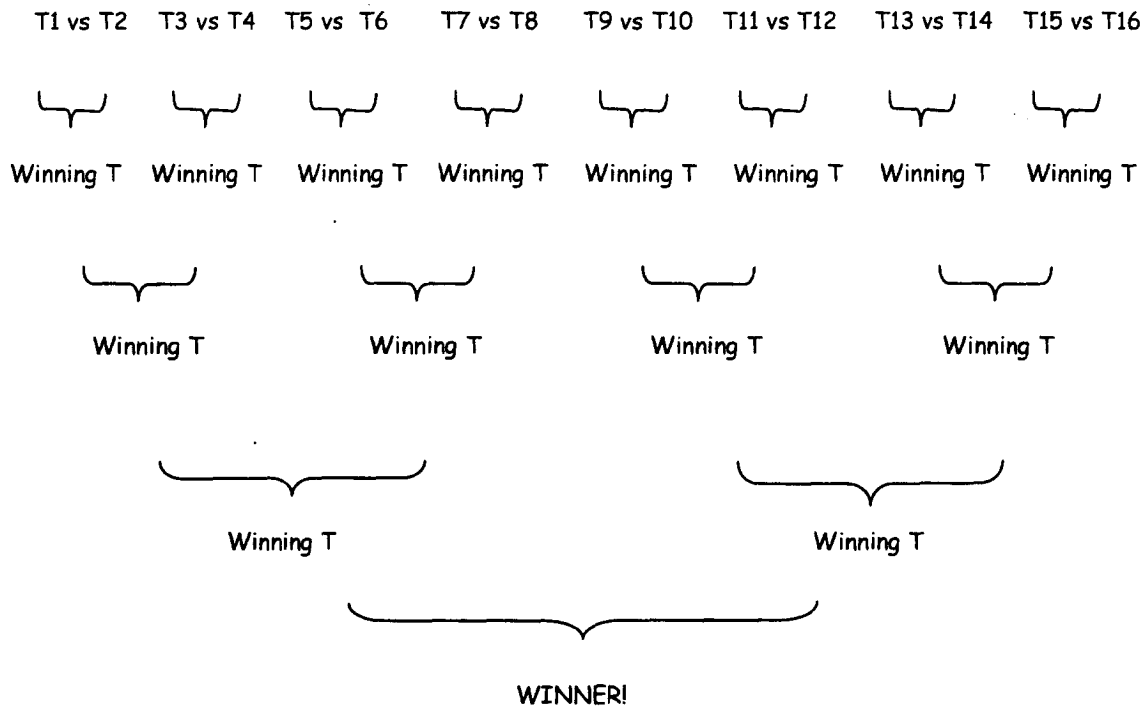 T1 vs T2 T3 vs T4 T5 vs T6 T7 vs T8 T9 vs T10 T11 vs T12 T13 vs T14 T15 vs T16
Winning T Winning T Winning T Winning T Winning T Winning T Winning T Winning T
Winning T Winning T Winning T Winning T
Winning T Winning T
WINNER!